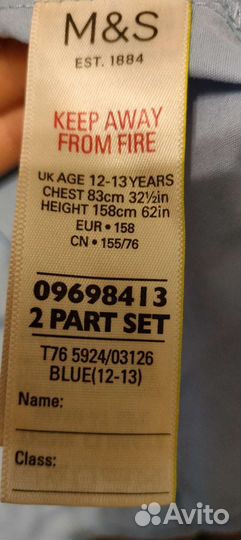 M&S
EST. 1884
KEEP AWAY
FROM FIRE
UK AGE 12-13 YEARS
CHEST 83cm 32½in
HEIGHT 158cm 62in
EUR • 158
CN • 155/76
09698413
2 PART SET
T76 5924/03126
BLUE(12-13)
Name:
Class:
Avito